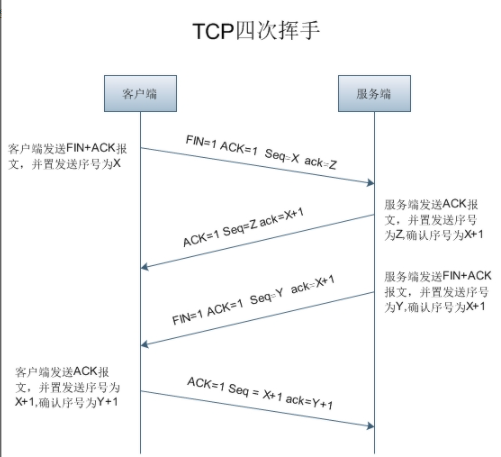 TCP四次挥手
客户端
服务端
客户端发送FIN+ACK报
文，并置发送序号为X
FIN=1 ACK=1 Seq=X ack=Z
服务端发送ACK报
文，并置发送序号
为Z,确认序号为X+1
ACK=1 Seq=Z ack=X+1
服务端发送FIN+ACK
报文，并置发送序号
为Y,确认序号为X+1
FIN=1 ACK=1 Seq=Y ack=X+1
客户端发送ACK报
文，并置发送序号为
X+1,确认序号为Y+1
ACK=1 Seq = X+1 ack=Y+1